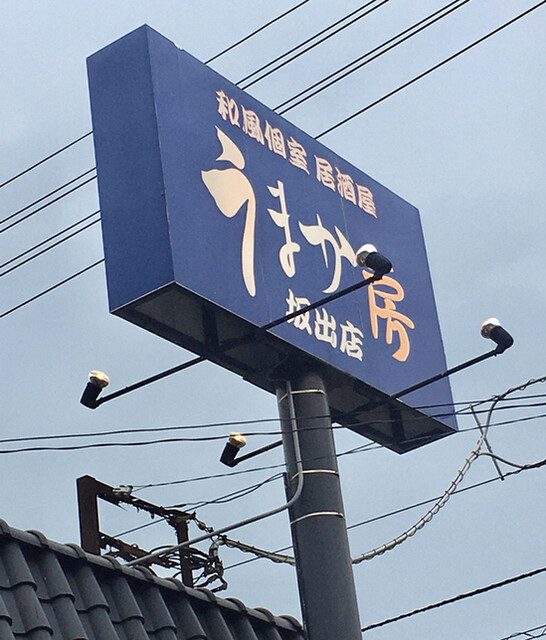 和風個室 居酒屋
うまか房
坂出店